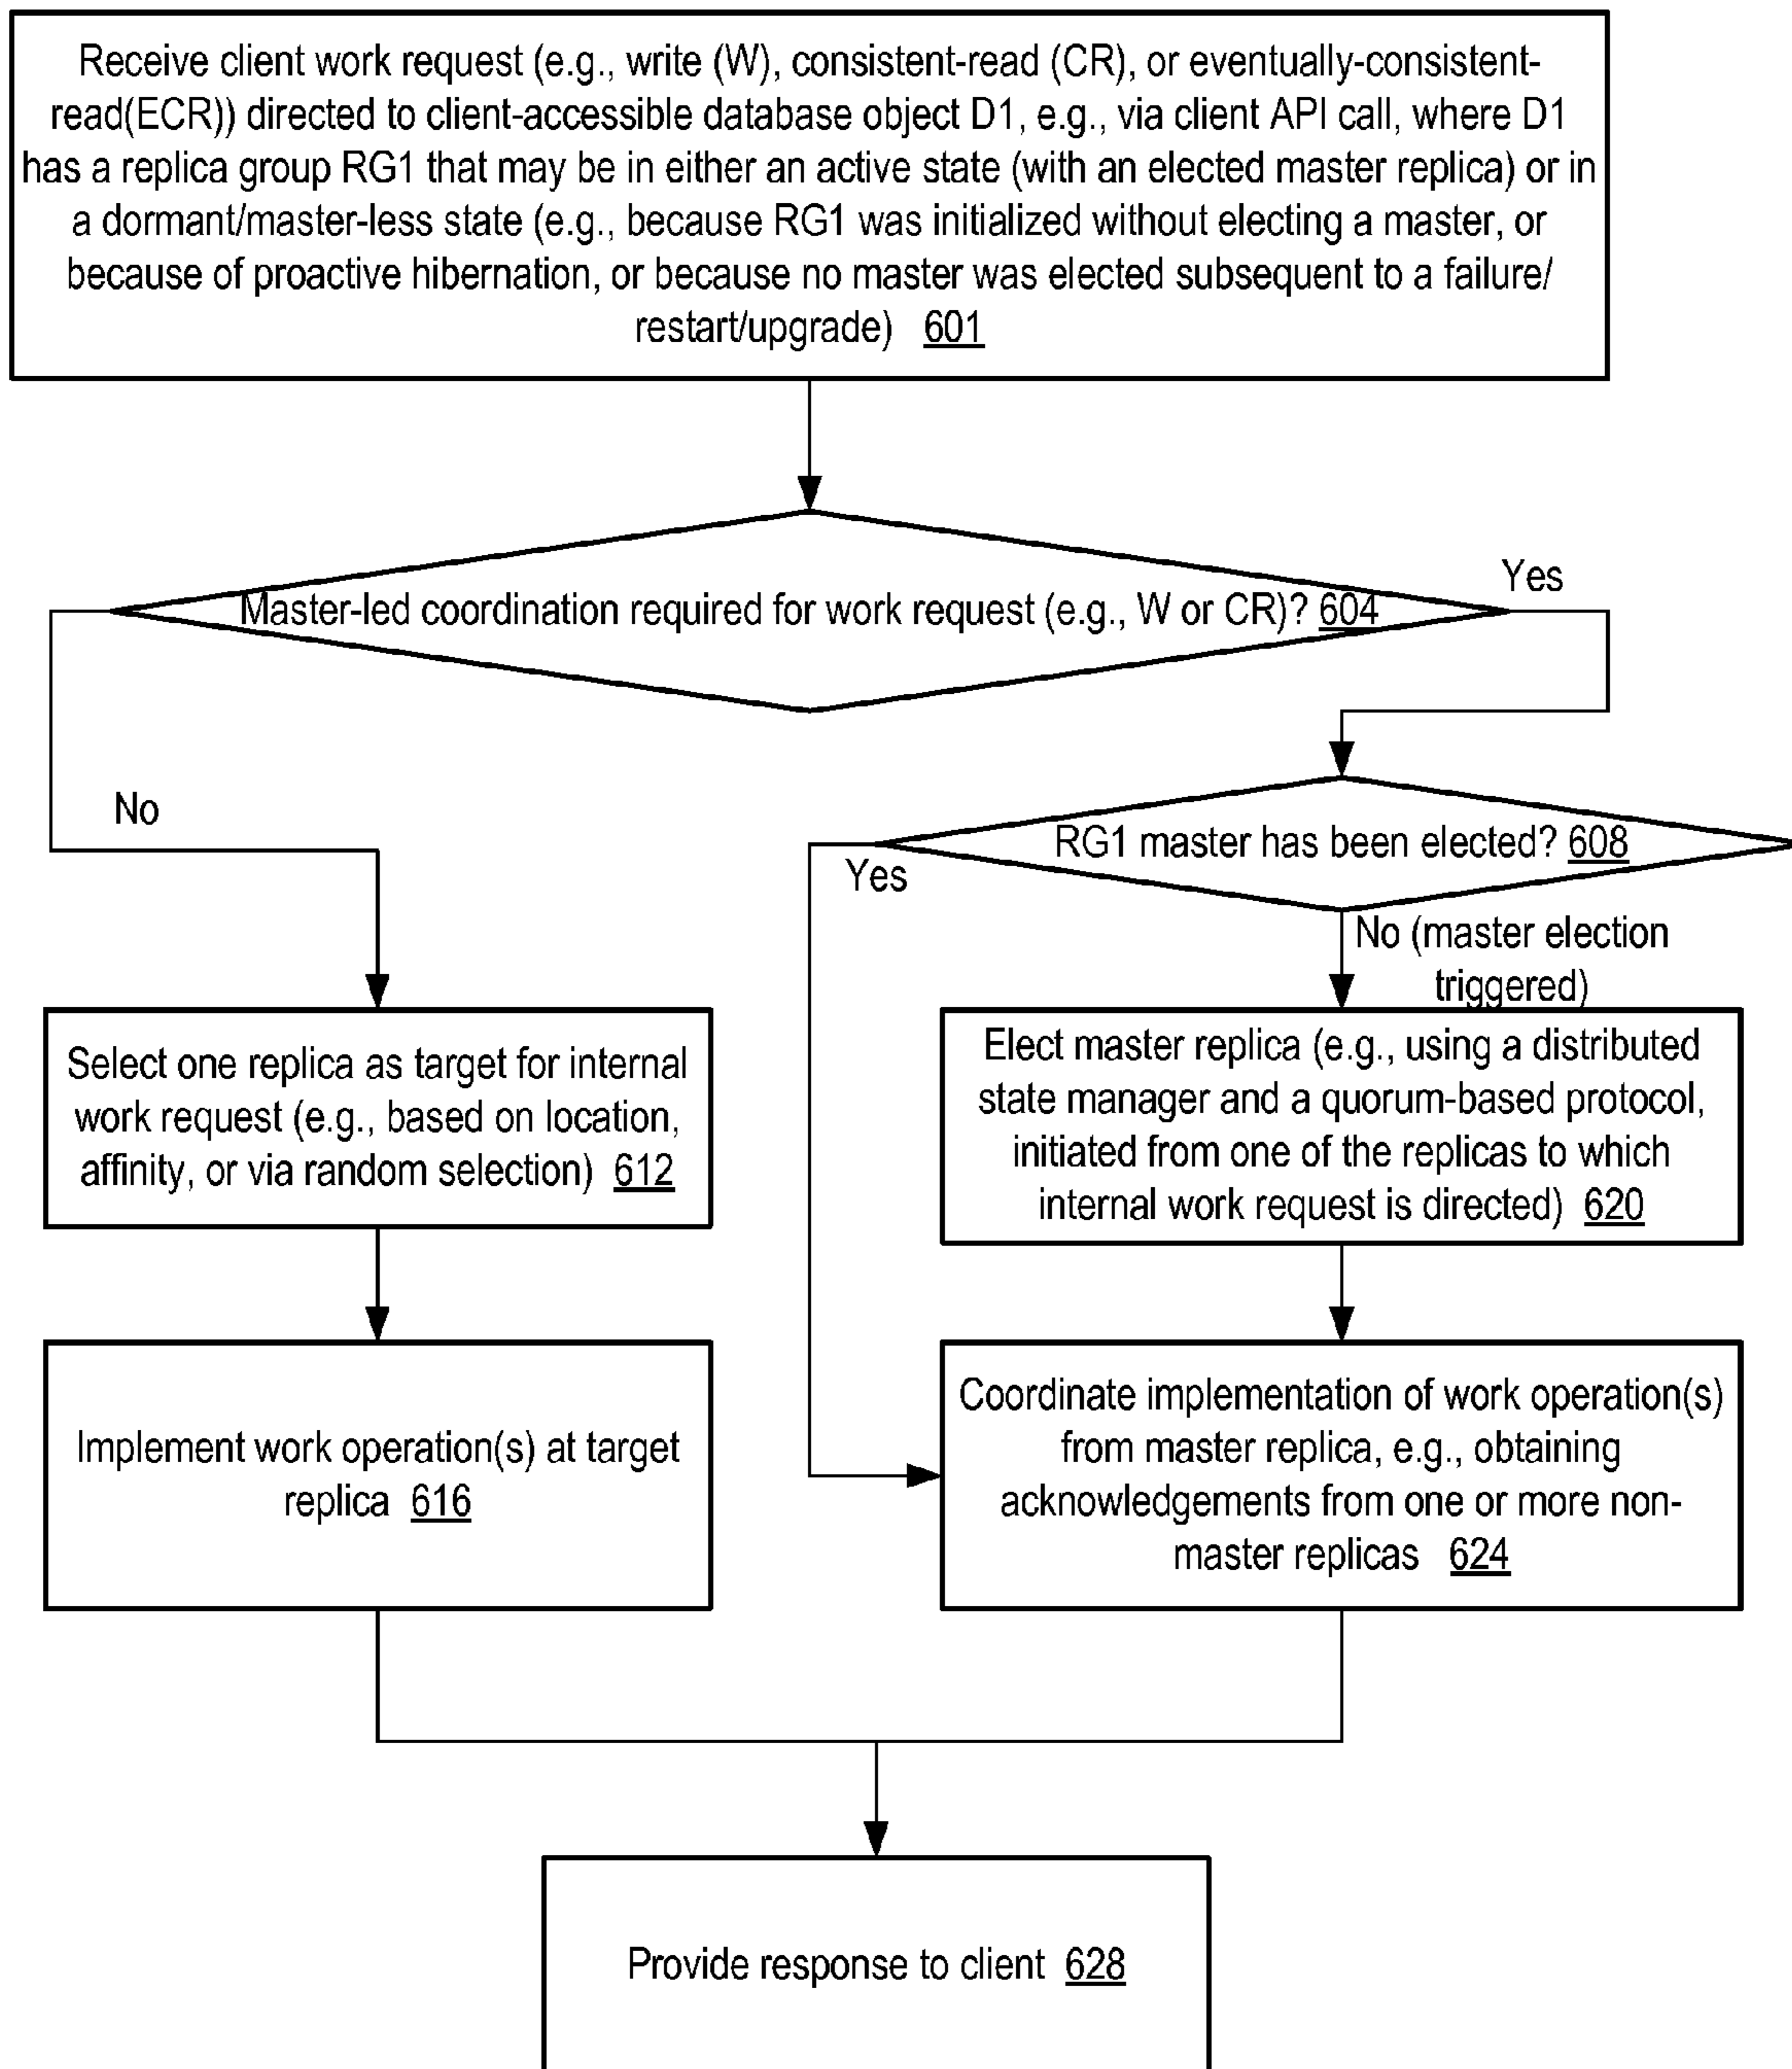 Receive client work request (e.g., write (W), consistent-read (CR), or eventually-consistent-
read(ECR)) directed to client-accessible database object D1, e.g., via client API call, where D1
has a replica group RG1 that may be in either an active state (with an elected master replica) or in
a dormant/master-less state (e.g., because RG1 was initialized without electing a master, or
because of proactive hibernation, or because no master was elected subsequent to a failure/
restart/upgrade) 601
Yes
Master-led coordination required for work request (e.g., W or CR)? 604
No
RG1 master has been elected? 608
Yes
No (master election
triggered)
Select one replica as target for internal
work request (e.g., based on location,
affinity, or via random selection) 612
Elect master replica (e.g., using a distributed
state manager and a quorum-based protocol,
initiated from one of the replicas to which
internal work request is directed) 620
Implement work operation(s) at target
replica 616
Coordinate implementation of work operation(s)
from master replica, e.g., obtaining
acknowledgements from one or more non-
master replicas 624
Provide response to client 628